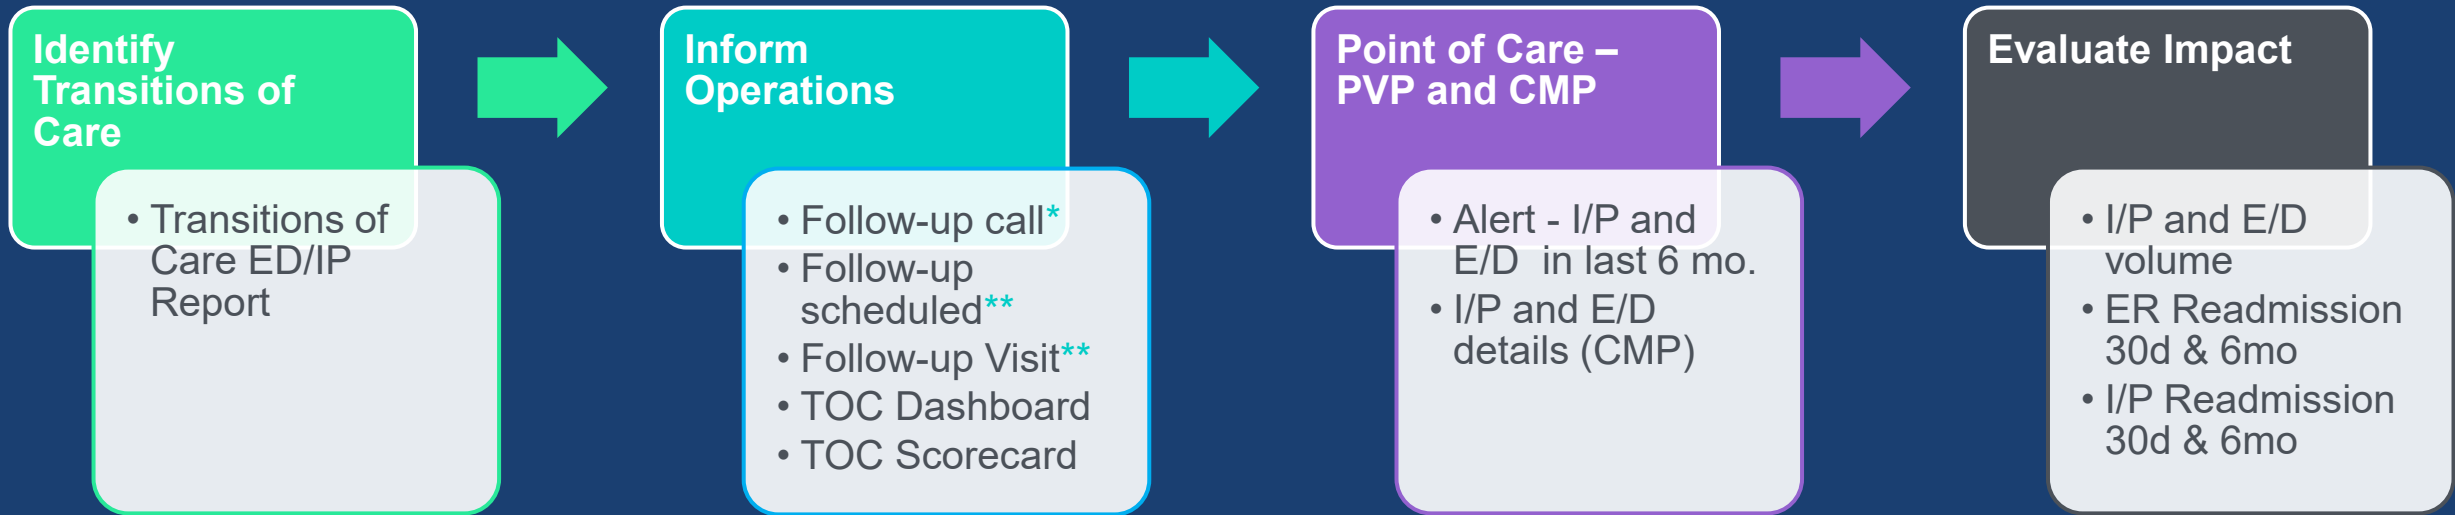 Identify
Transitions of
Care
• Transitions of
Care ED/IP
Report
Inform
Operations
• Follow-up call*
• Follow-up
scheduled**
• Follow-up Visit**
• TOC Dashboard
• TOC Scorecard
Point of Care –
PVP and CMP
• Alert - I/P and
E/D  in last 6 mo.
• I/P and E/D
details (CMP)
Evaluate Impact
• I/P and E/D
volume
• ER Readmission
30d & 6mo
• I/P Readmission
30d & 6mo